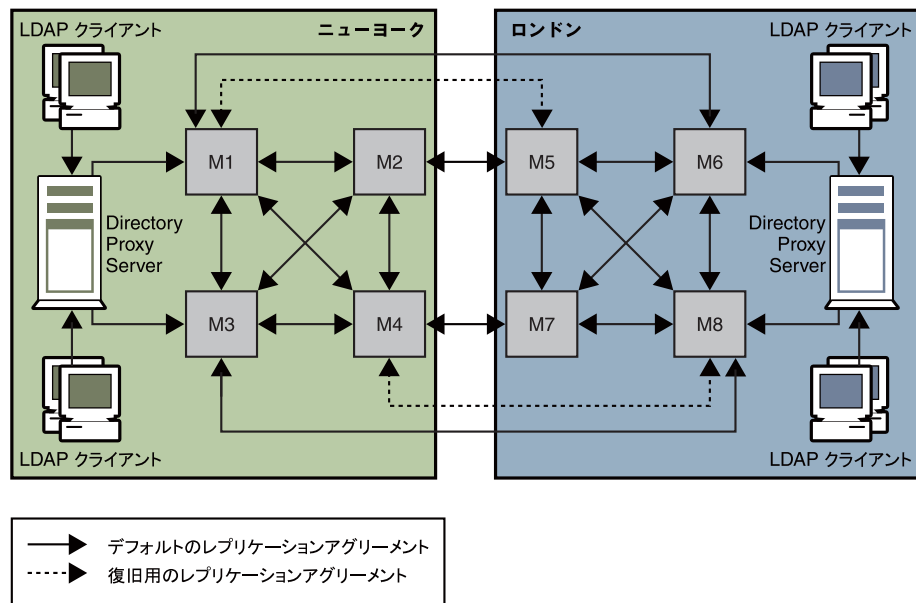 ニューヨーク
ロンドン
LDAP クライアント
LDAP クライアント
M1
M2
M5
M6
Directory
Proxy
Server
Directory
Proxy
Server
M3
M4
M7
M8
LDAP クライアント
LDAP クライアント
デフォルトのレプリケーションアグリーメント
復旧用のレプリケーションアグリーメント